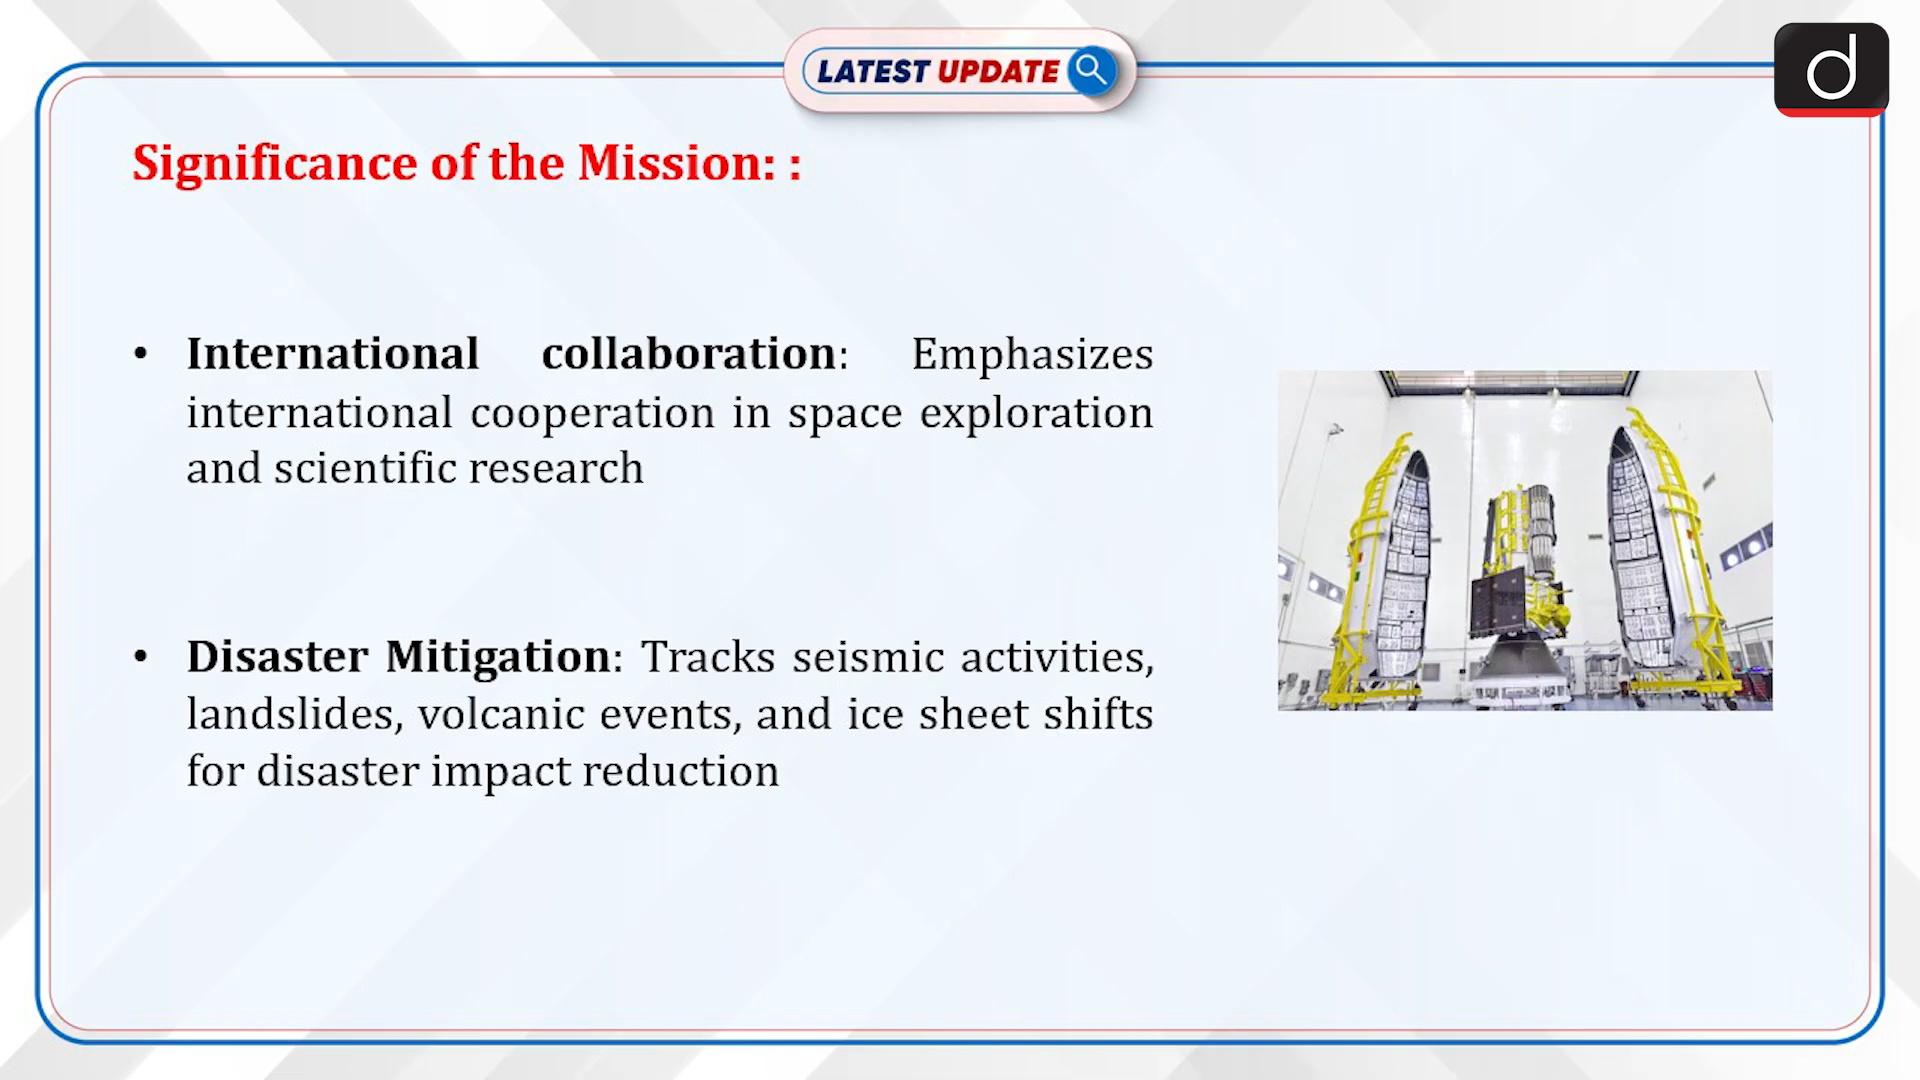 LATEST UPDATE
d
Significance of the Mission: :
• International collaboration: Emphasizes
international cooperation in space exploration
and scientific research
• Disaster Mitigation: Tracks seismic activities,
landslides, volcanic events, and ice sheet shifts
for disaster impact reduction